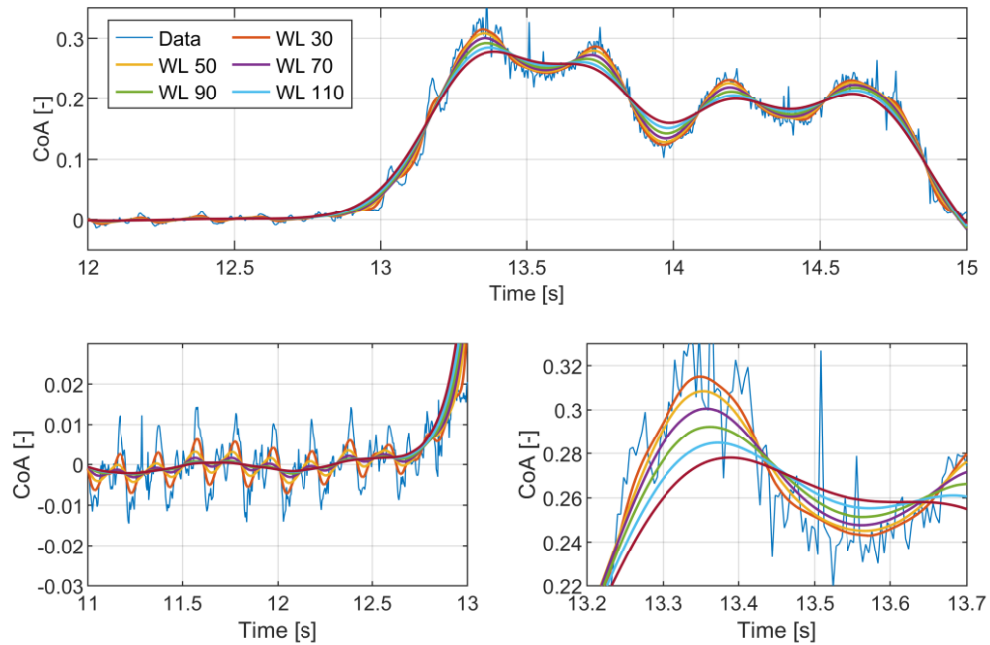 Data WL 30
WL 50 WL 70
WL 90 WL 110
CoA [-]
0.3
0.2
0.1
0
12 12.5 13 13.5 14 14.5 15
Time [s]
CoA [-]
0.02
0.01
0
-0.01
-0.02
-0.03
11 11.5 12 12.5 13
Time [s]
CoA [-]
0.32
0.3
0.28
0.26
0.24
0.22
13.2 13.3 13.4 13.5 13.6 13.7
Time [s]